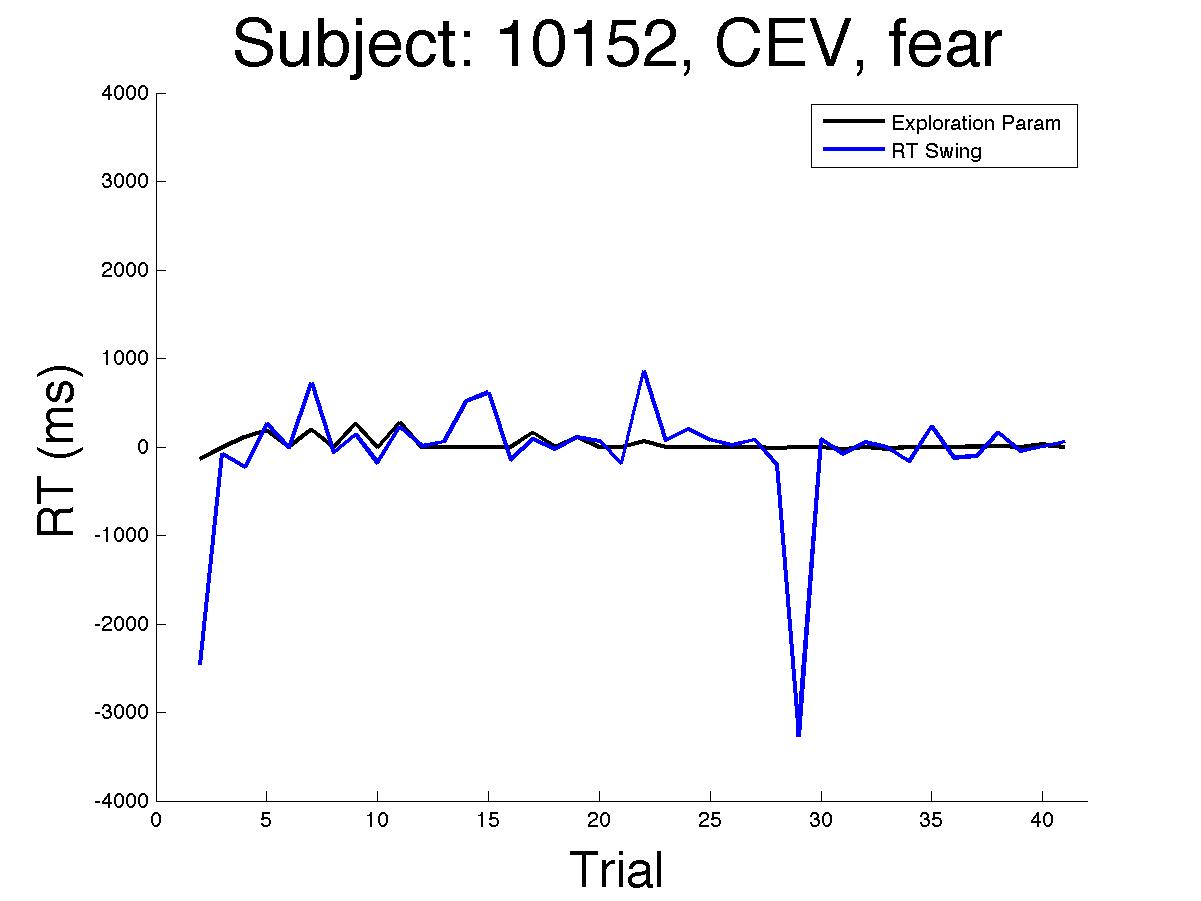 Subject: 10152, CEV, fear
Exploration Param
RT Swing
4000
3000
2000
1000
0
-1000
-2000
-3000
-4000
RT (ms)
0 5 10 15 20 25 30 35 40
Trial